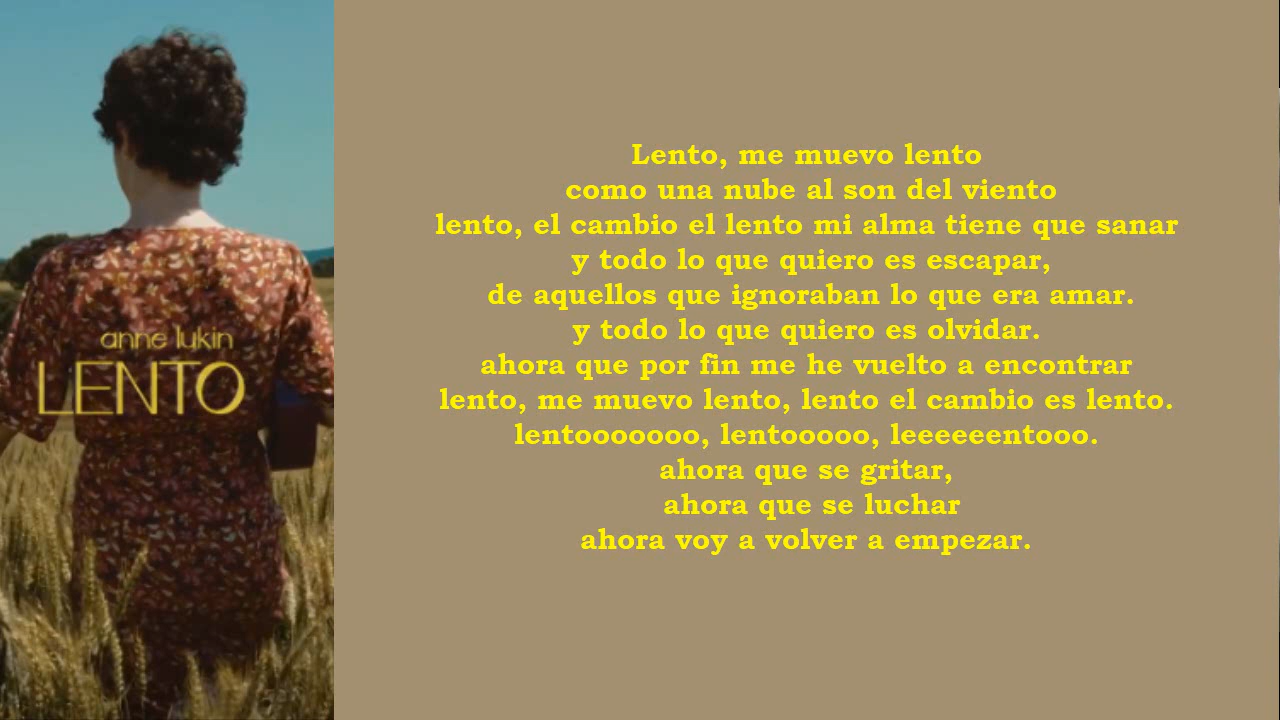 anne lukin
LENTO
Lento, me muevo lento
como una nube al son del viento
lento, el cambio el lento mi alma tiene que sanar
y todo lo que quiero es escapar,
de aquellos que ignoraban lo que era amar.
y todo lo que quiero es olvidar.
ahora que por fin me he vuelto a encontrar
lento, me muevo lento, lento el cambio es lento.
lentooooooo, lentooooo, leeeeeentooo.
ahora que se gritar,
ahora que se luchar
ahora voy a volver a empezar.